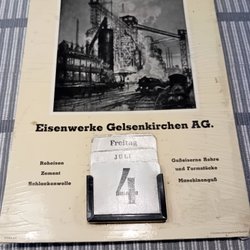 Eisenwerke Gelsenkirchen AG.
Roheisen
Zement
Schlackenwolle
Freitag
JULI
4
Gußeiserne Rohre
und Formstücke
Maschinenguß